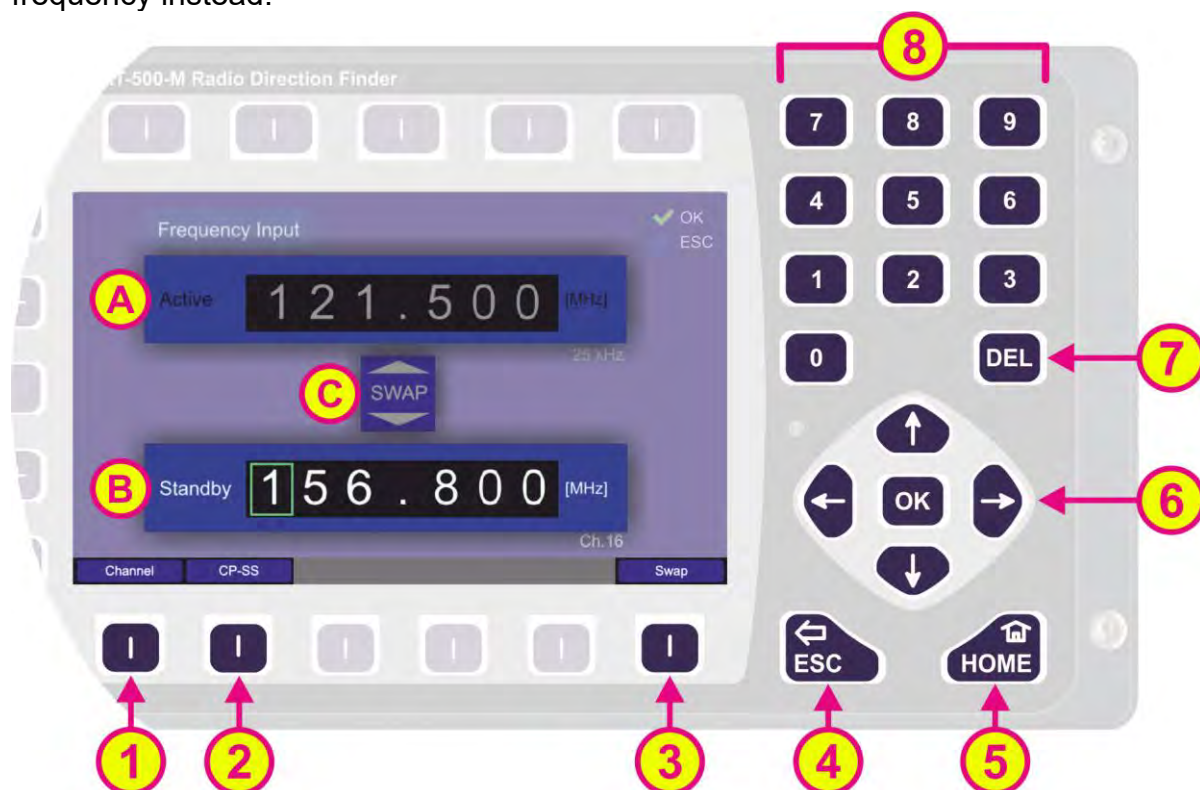 frequency instead.
RT-500-M Radio Direction Finder
8
7 8 9
Frequency Input
OK
ESC
4 5 6
A Active 121.500 [MHz]
1 2 3
25 kHz
0 DEL 7
C SWAP
B Standby 156.800 [MHz]
OK 6
Ch.16
Channel CP-SS Swap
ESC HOME
1 2 3 4 5